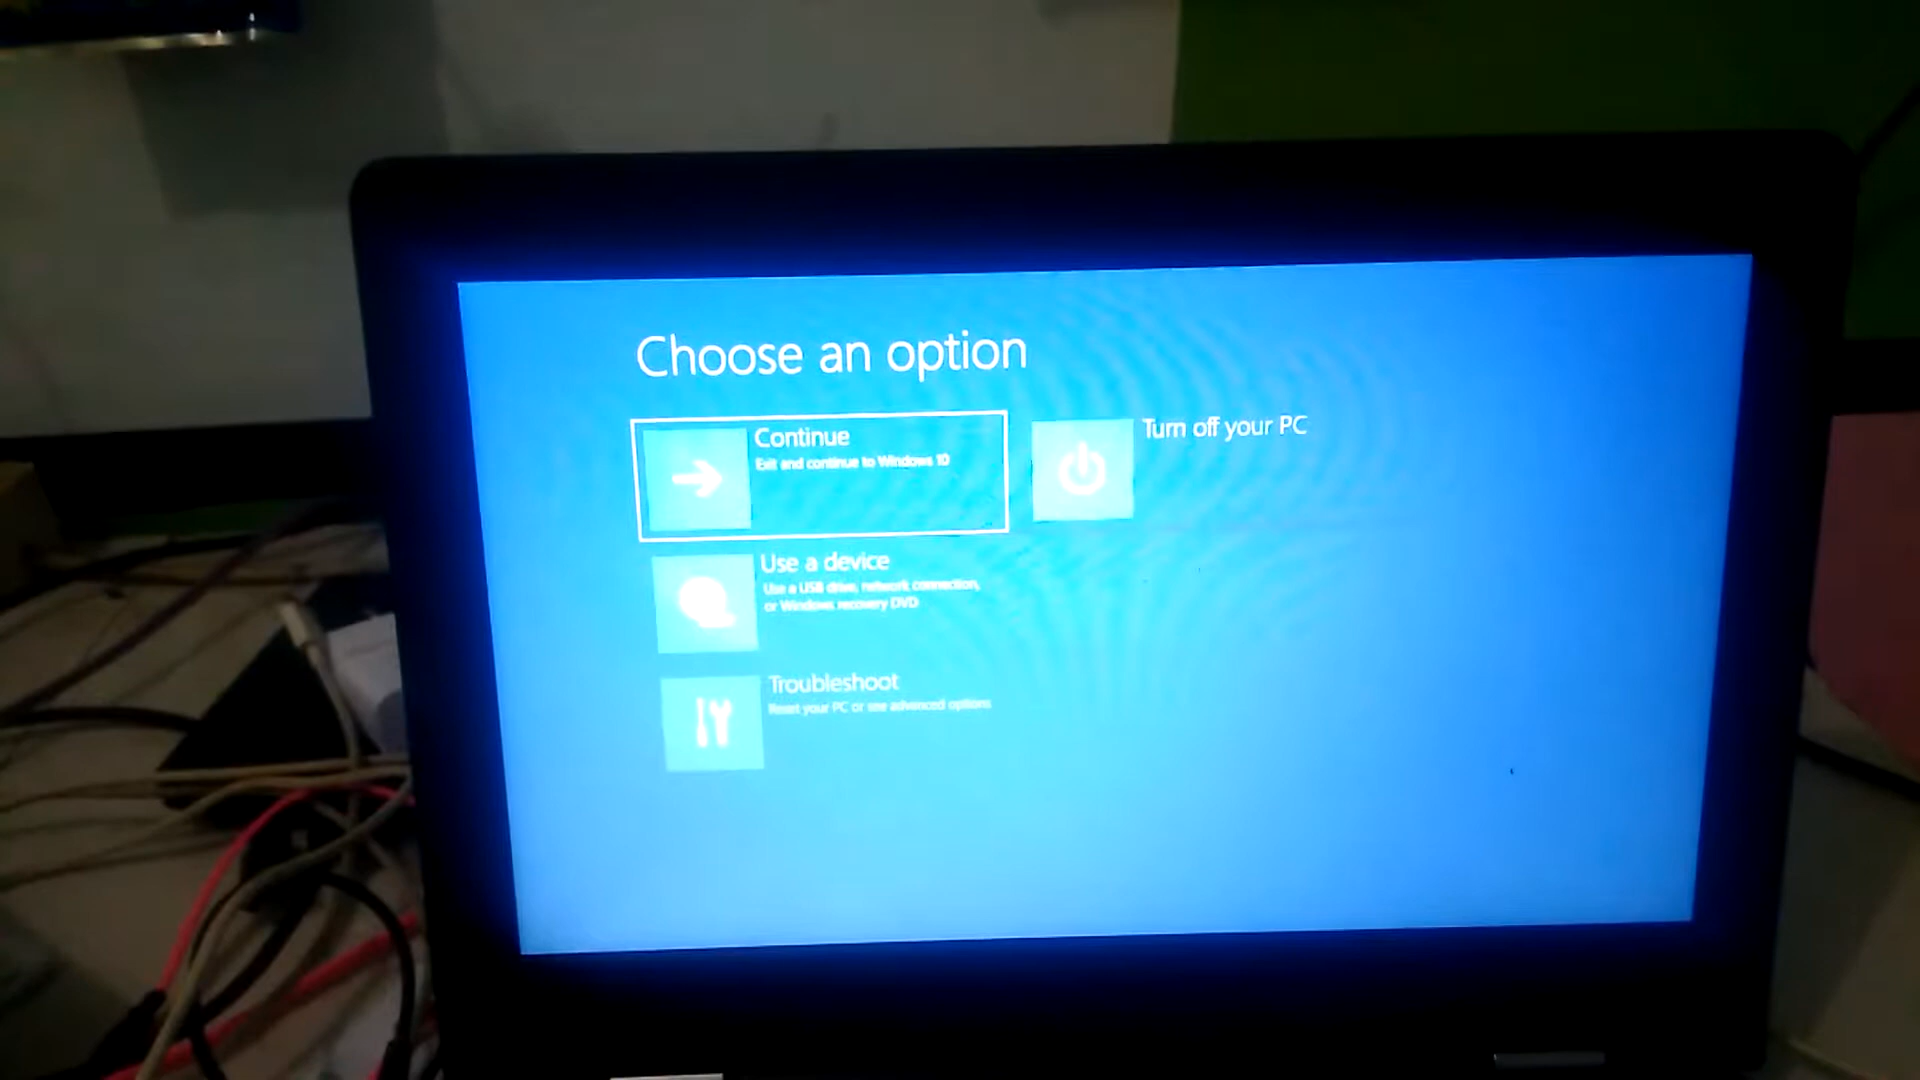 Choose an option
Continue
Exit and continue to Windows 10
Turn off your PC
Use a device
Use a USB drive, network connection,
or Windows recovery DVD
Troubleshoot
Reset your PC or see advanced options